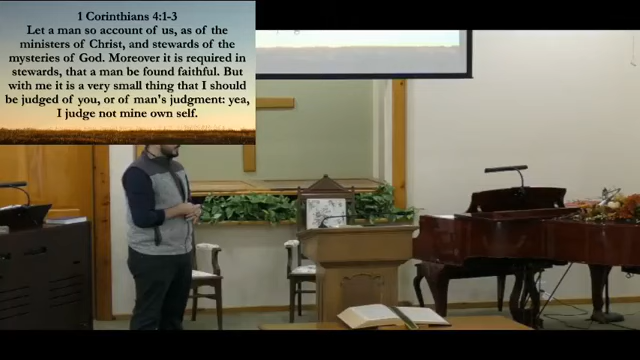 1 Corinthians 4:1-3
Let a man so account of us, as of the
ministers of Christ, and stewards of the
mysteries of God. Moreover it is required in
stewards, that a man be found faithful. But
with me it is a very small thing that I should
be judged of you, or of man's judgment: yea,
I judge not mine own self.